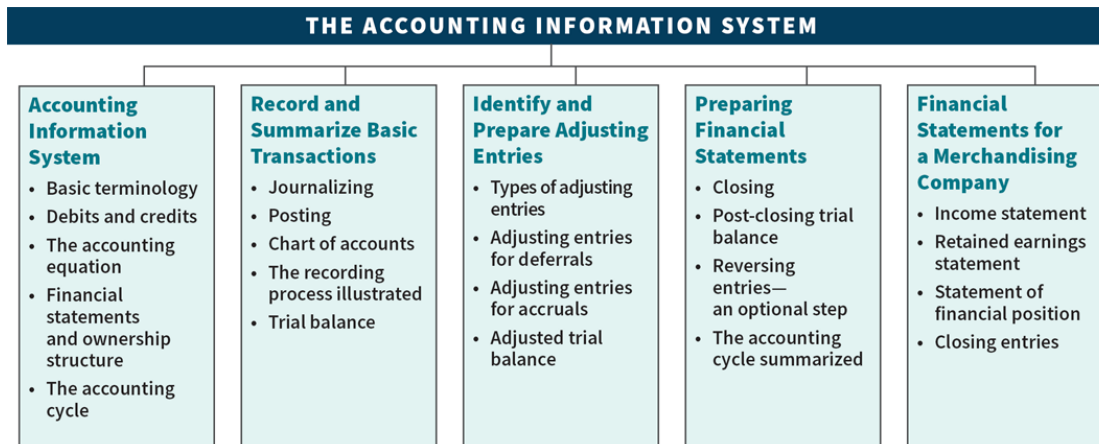 THE ACCOUNTING INFORMATION SYSTEM
Accounting
Information
System
• Basic terminology
• Debits and credits
• The accounting
equation
• Financial
statements
and ownership
structure
• The accounting
cycle
Record and
Summarize Basic
Transactions
• Journalizing
• Posting
• Chart of accounts
• The recording
process illustrated
• Trial balance
Identify and
Prepare Adjusting
Entries
• Types of adjusting
entries
• Adjusting entries
for deferrals
• Adjusting entries
for accruals
• Adjusted trial
balance
Preparing
Financial
Statements
• Closing
• Post-closing trial
balance
• Reversing
entries—
an optional step
• The accounting
cycle summarized
Financial
Statements for
a Merchandising
Company
• Income statement
• Retained earnings
statement
• Statement of
financial position
• Closing entries